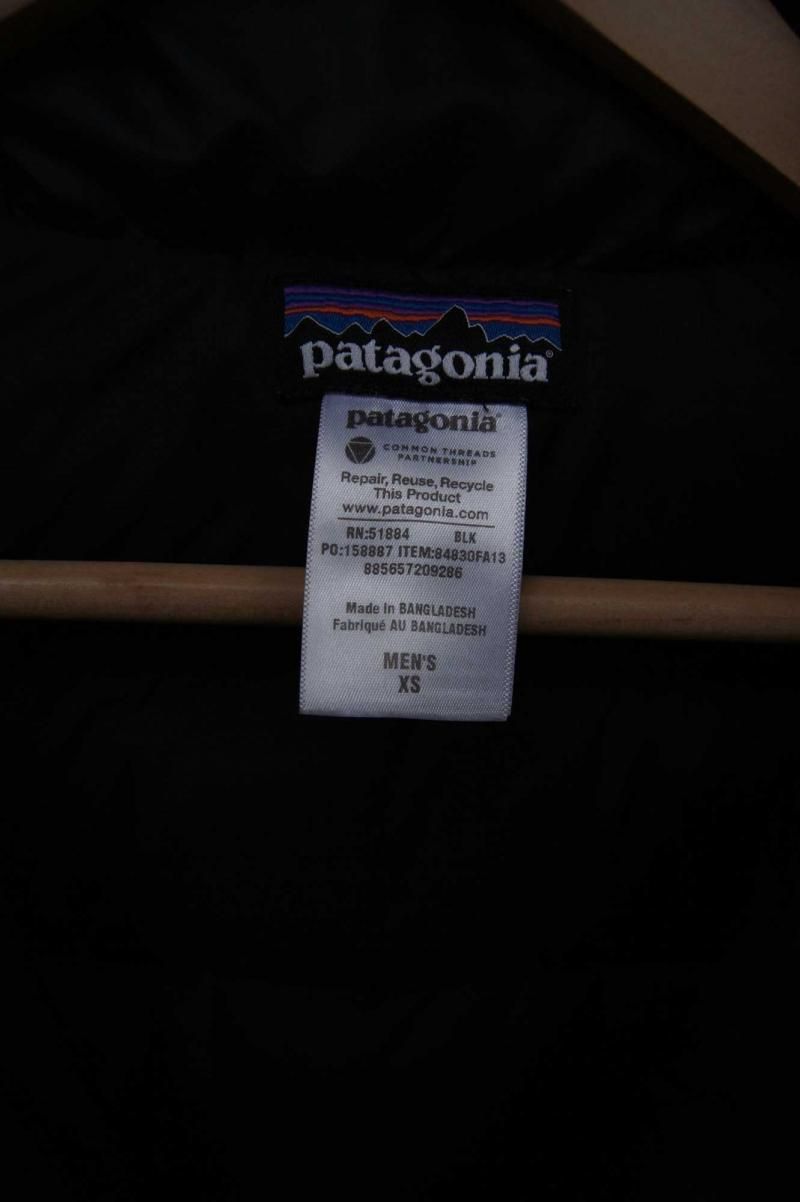 patagonia®
patagonia®
COMMON THREADS
PARTNERSHIP
Repair, Reuse, Recycle
This Product
www.patagonia.com
RN:51884 BLK
PO:158887 ITEM:84830FA13
885657209286
Made In BANGLADESH
Fabriqué AU BANGLADESH
MEN'S
XS